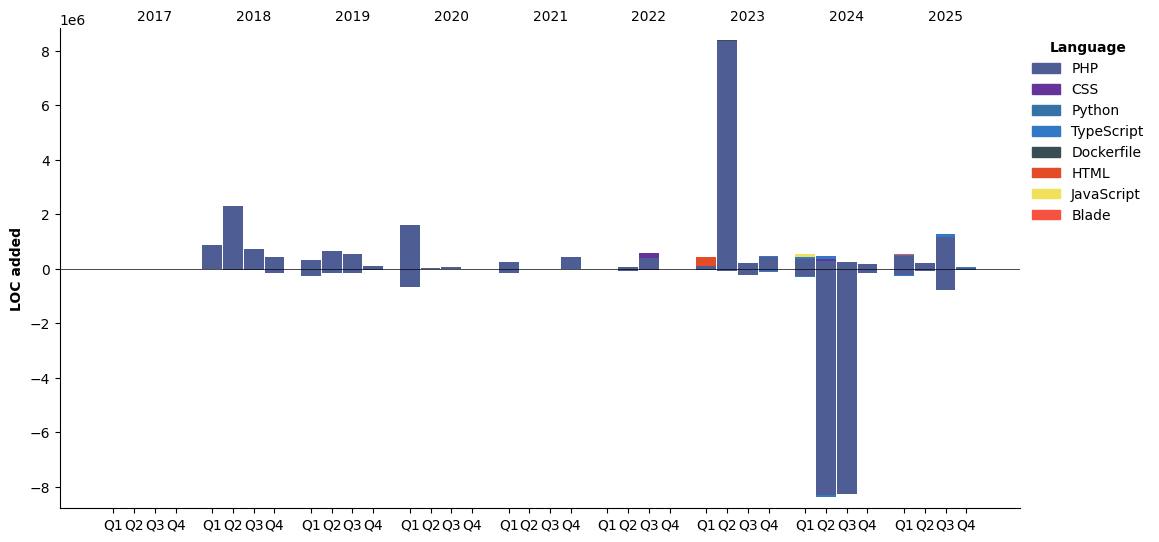 1e6
2017 2018 2019 2020 2021 2022 2023 2024 2025
8
6
4
2
0
−2
−4
−6
−8
LOC added
Q1 Q2 Q3 Q4 Q1 Q2 Q3 Q4 Q1 Q2 Q3 Q4 Q1 Q2 Q3 Q4 Q1 Q2 Q3 Q4 Q1 Q2 Q3 Q4 Q1 Q2 Q3 Q4 Q1 Q2 Q3 Q4 Q1 Q2 Q3 Q4
Language
PHP
CSS
Python
TypeScript
Dockerfile
HTML
JavaScript
Blade